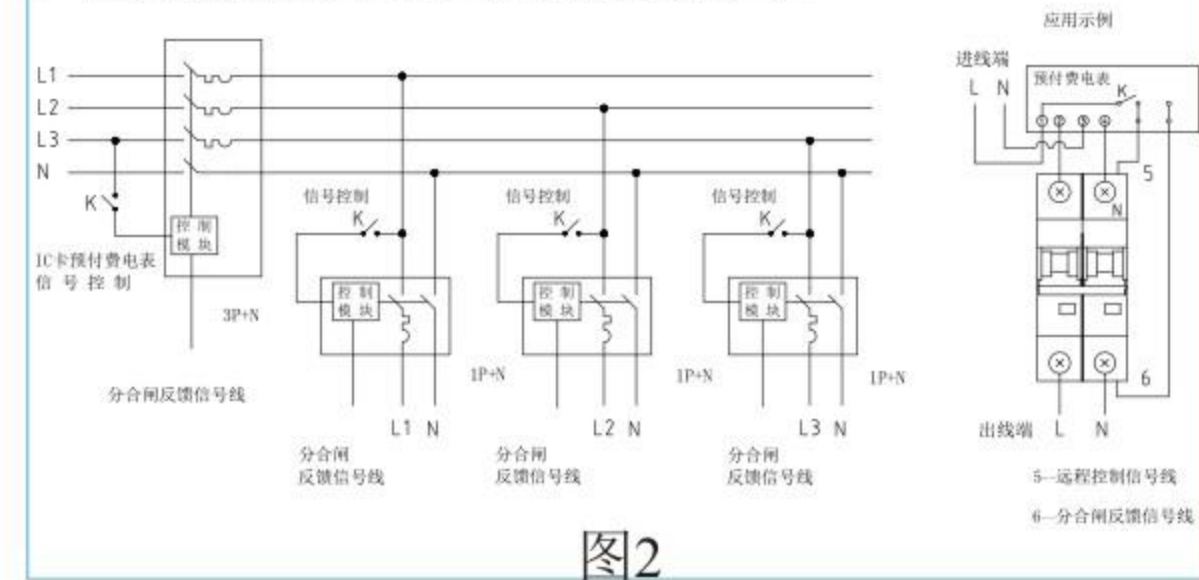 应用示例
进线端
L N
预付费电表
K
① ② ③ ④
5
N
6
出线端 L N
5—远程控制信号线
6—分合闸反馈信号线
L1
L2
L3
N
K
控制
模块
IC卡预付费电表
信号控制
3P+N
分合闸反馈信号线
信号控制
K
控制
模块
1P+N
L1 N
分合闸
反馈信号线
信号控制
K
控制
模块
1P+N
L2 N
分合闸
反馈信号线
信号控制
K
控制
模块
1P+N
L3 N
分合闸
反馈信号线
图2